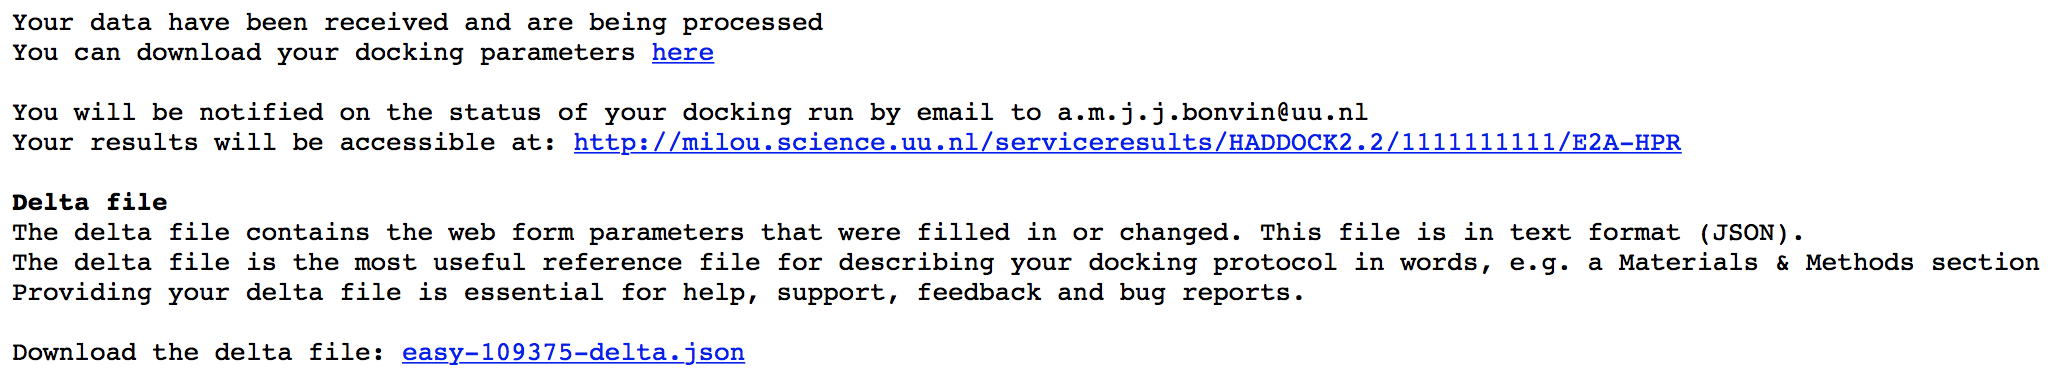 Your data have been received and are being processed
You can download your docking parameters here
You will be notified on the status of your docking run by email to a.m.j.j.bonvin@uu.nl
Your results will be accessible at: http://milou.science.uu.nl/serviceresults/HADDOCK2.2/1111111111/E2A-HPR
Delta file
The delta file contains the web form parameters that were filled in or changed. This file is in text format (JSON).
The delta file is the most useful reference file for describing your docking protocol in words, e.g. a Materials & Methods section
Providing your delta file is essential for help, support, feedback and bug reports.
Download the delta file: easy-109375-delta.json